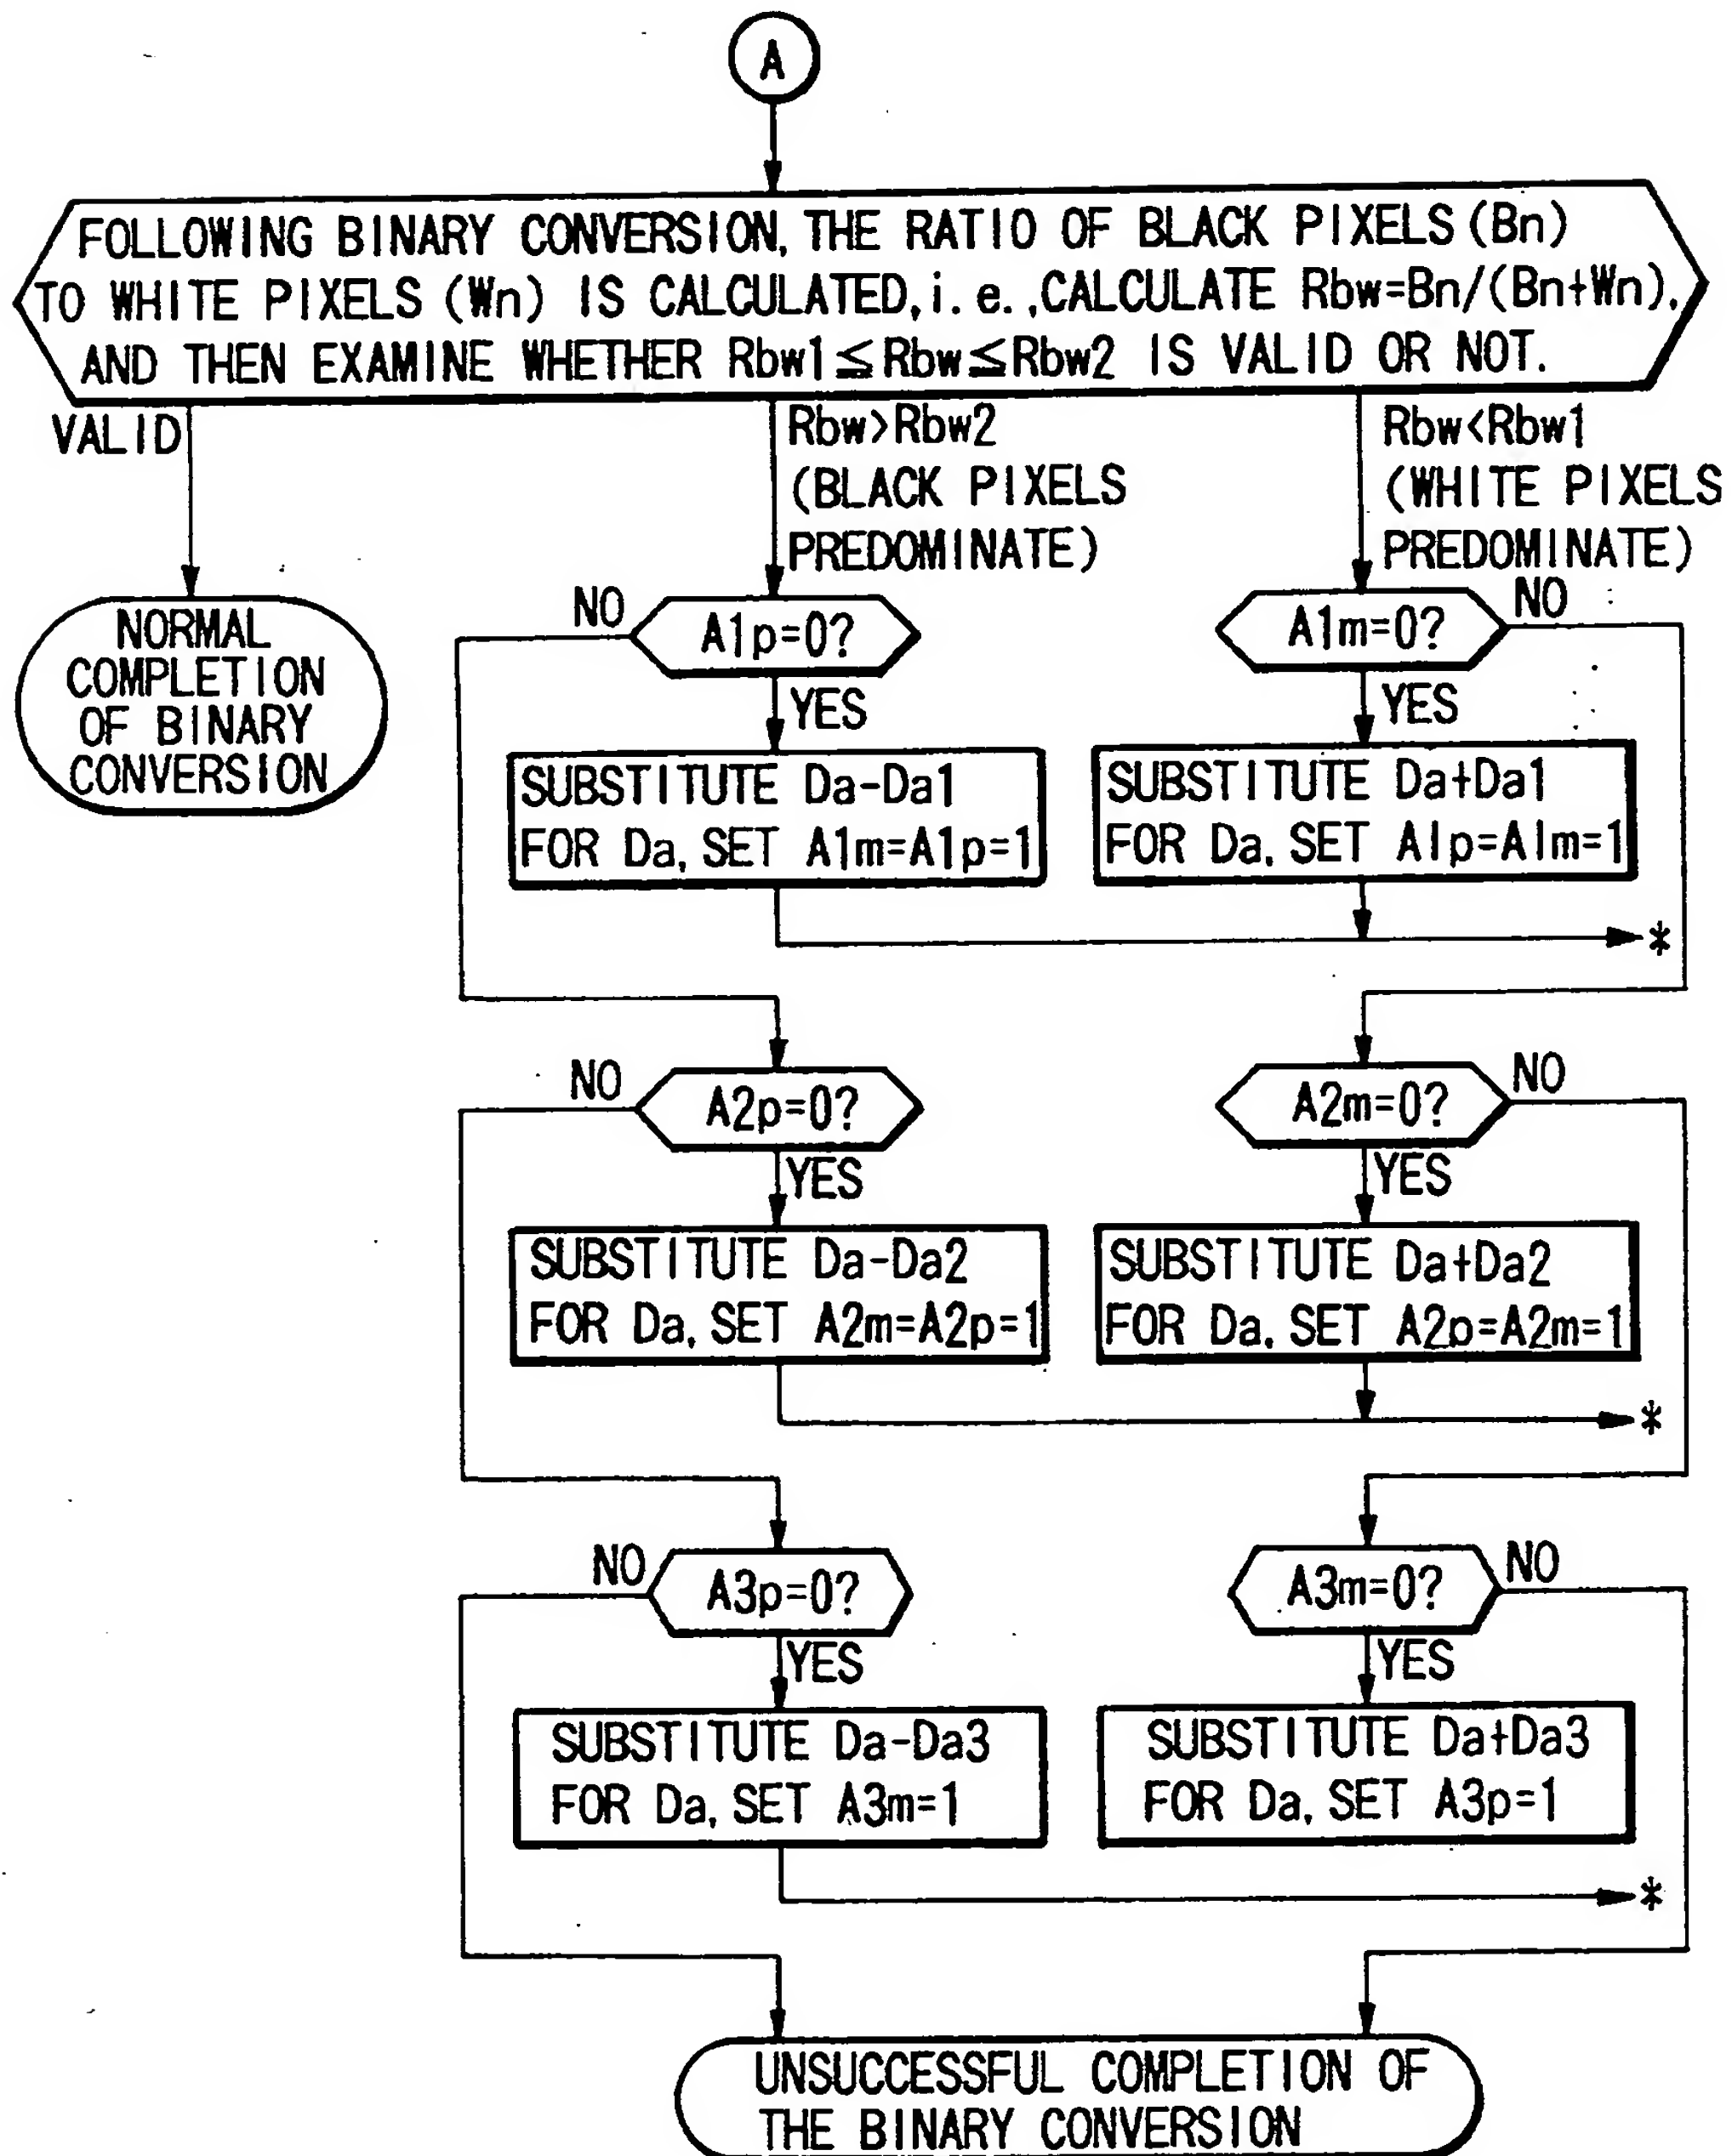 A
FOLLOWING BINARY CONVERSION, THE RATIO OF BLACK PIXELS (Bn)
TO WHITE PIXELS (Wn) IS CALCULATED, i. e., CALCULATE Rbw=Bn/(Bn+Wn),
AND THEN EXAMINE WHETHER Rbw1≦Rbw≦Rbw2 IS VALID OR NOT.
VALID
Rbw>Rbw2
(BLACK PIXELS
PREDOMINATE)
Rbw<Rbw1
(WHITE PIXELS
PREDOMINATE)
NORMAL
COMPLETION
OF BINARY
CONVERSION
NO
A1p=0?
YES
A1m=0?
NO
YES
SUBSTITUTE Da-Da1
FOR Da, SET A1m=A1p=1
SUBSTITUTE Da+Da1
FOR Da, SET A1p=A1m=1
*
NO
A2p=0?
YES
A2m=0?
NO
YES
SUBSTITUTE Da-Da2
FOR Da, SET A2m=A2p=1
SUBSTITUTE Da+Da2
FOR Da, SET A2p=A2m=1
*
NO
A3p=0?
YES
A3m=0?
NO
YES
SUBSTITUTE Da-Da3
FOR Da, SET A3m=1
SUBSTITUTE Da+Da3
FOR Da, SET A3p=1
*
UNSUCCESSFUL COMPLETION OF
THE BINARY CONVERSION